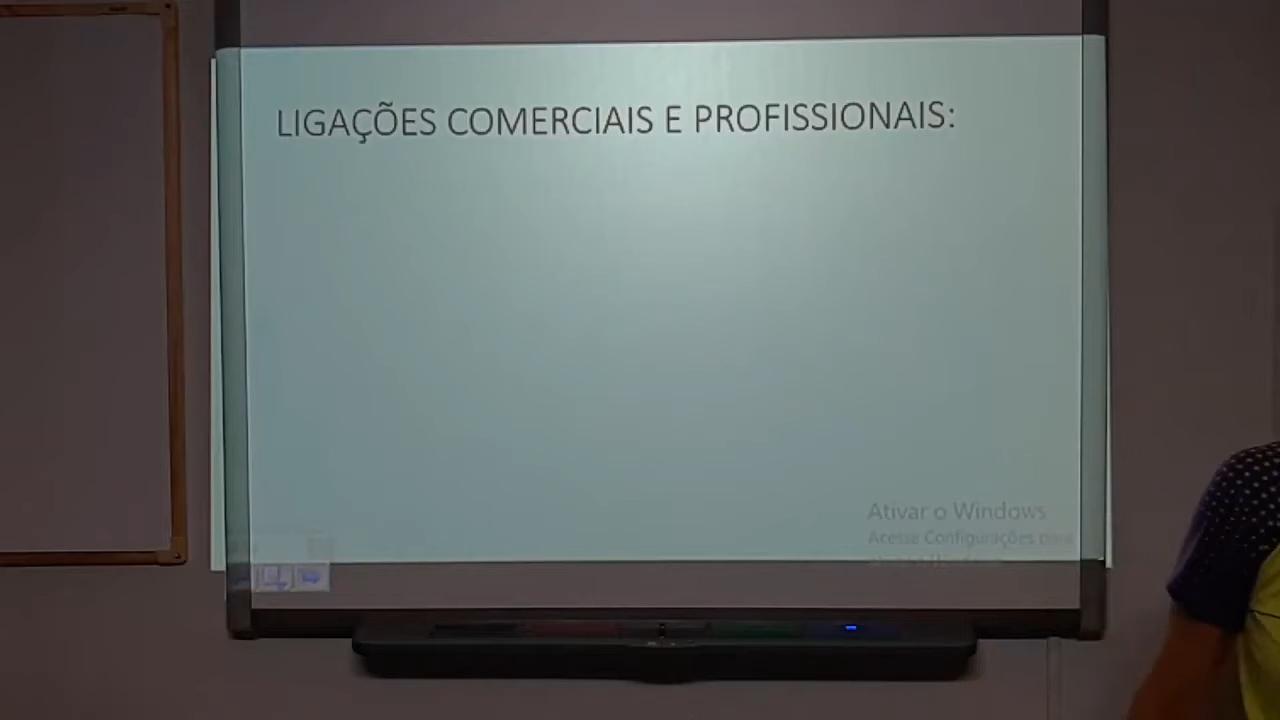 LIGAÇÕES COMERCIAIS E PROFISSIONAIS:
Ativar o Windows
Acesse Configurações para